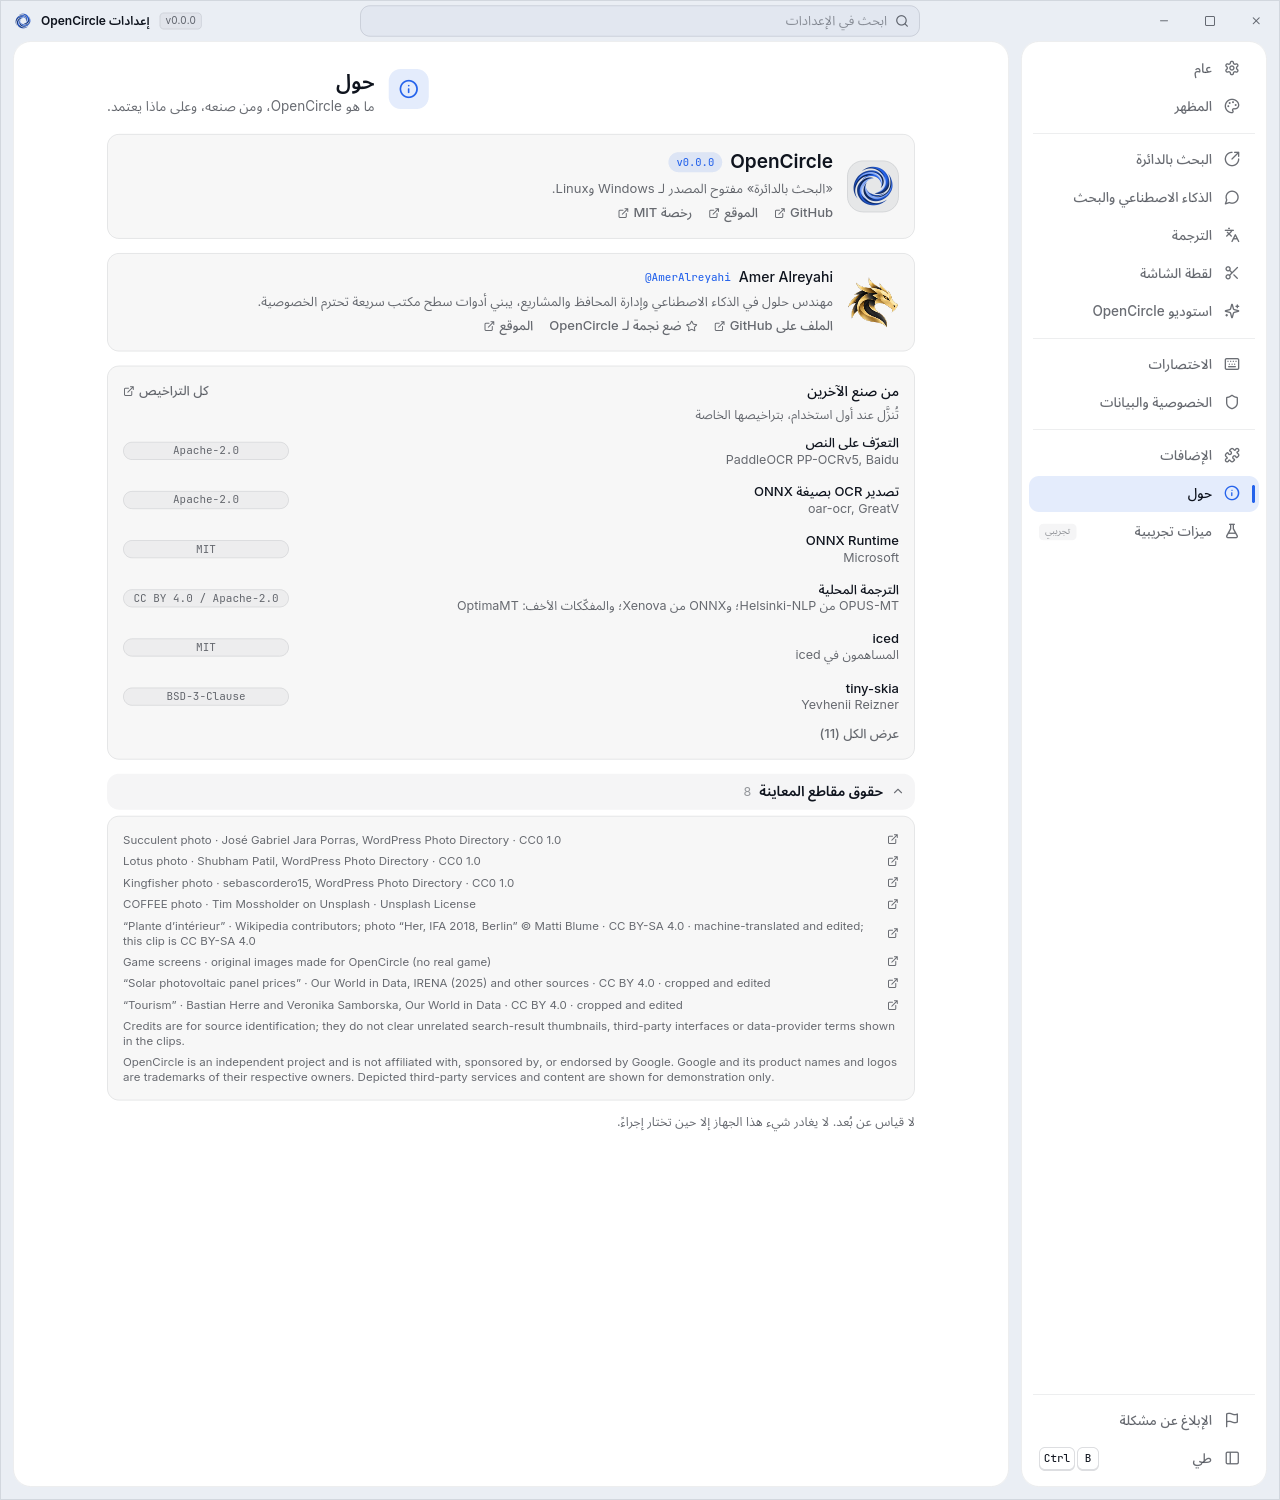 إعدادات OpenCircle
v0.0.0
ابحث في الإعدادات
عام
المظهر
البحث بالدائرة
الذكاء الاصطناعي والبحث
الترجمة
لقطة الشاشة
استوديو OpenCircle
الاختصارات
الخصوصية والبيانات
الإضافات
حول
ميزات تجريبية
تجريبي
الإبلاغ عن مشكلة
طي
Ctrl B
حول
ما هو OpenCircle، ومن صنعه، وعلى ماذا يعتمد.
OpenCircle v0.0.0
«البحث بالدائرة» مفتوح المصدر لـ Windows وLinux.
GitHub الموقع رخصة MIT
Amer Alreyahi @AmerAlreyahi
مهندس حلول في الذكاء الاصطناعي وإدارة المحافظ والمشاريع، يبني أدوات سطح مكتب سريعة تحترم الخصوصية.
الملف على GitHub ضع نجمة لـ OpenCircle الموقع
من صنع الآخرين
كل التراخيص
تُنزَّل عند أول استخدام، بتراخيصها الخاصة
التعرّف على النص
PaddleOCR PP-OCRv5, Baidu
Apache-2.0
تصدير OCR بصيغة ONNX
oar-ocr, GreatV
Apache-2.0
ONNX Runtime
Microsoft
MIT
الترجمة المحلية
OPUS-MT من Helsinki-NLP؛ وONNX من Xenova؛ والمفكّكات الأخف: OptimaMT
CC BY 4.0 / Apache-2.0
iced
المساهمون في iced
MIT
tiny-skia
Yevhenii Reizner
BSD-3-Clause
عرض الكل (11)
حقوق مقاطع المعاينة 8
Succulent photo · José Gabriel Jara Porras, WordPress Photo Directory · CC0 1.0
Lotus photo · Shubham Patil, WordPress Photo Directory · CC0 1.0
Kingfisher photo · sebascordero15, WordPress Photo Directory · CC0 1.0
COFFEE photo · Tim Mossholder on Unsplash · Unsplash License
“Plante d’intérieur” · Wikipedia contributors; photo “Her, IFA 2018, Berlin” © Matti Blume · CC BY-SA 4.0 · machine-translated and edited;
this clip is CC BY-SA 4.0
Game screens · original images made for OpenCircle (no real game)
“Solar photovoltaic panel prices” · Our World in Data, IRENA (2025) and other sources · CC BY 4.0 · cropped and edited
“Tourism” · Bastian Herre and Veronika Samborska, Our World in Data · CC BY 4.0 · cropped and edited
Credits are for source identification; they do not clear unrelated search-result thumbnails, third-party interfaces or data-provider terms shown
in the clips.
OpenCircle is an independent project and is not affiliated with, sponsored by, or endorsed by Google. Google and its product names and logos
are trademarks of their respective owners. Depicted third-party services and content are shown for demonstration only.
لا قياس عن بُعد. لا يغادر شيء هذا الجهاز إلا حين تختار إجراءً.